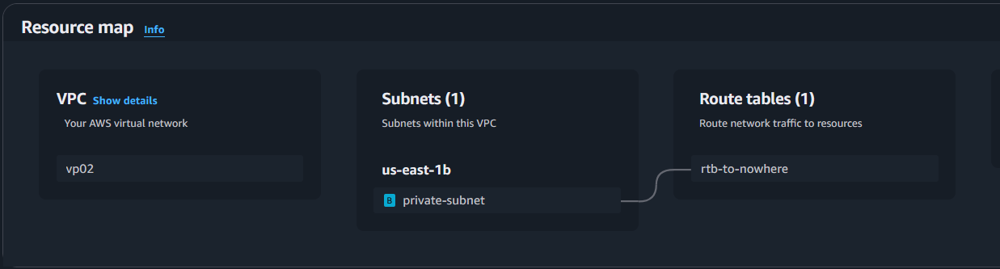 Resource map Info
VPC Show details
Your AWS virtual network
vp02
Subnets (1)
Subnets within this VPC
us-east-1b
B private-subnet
Route tables (1)
Route network traffic to resources
rtb-to-nowhere